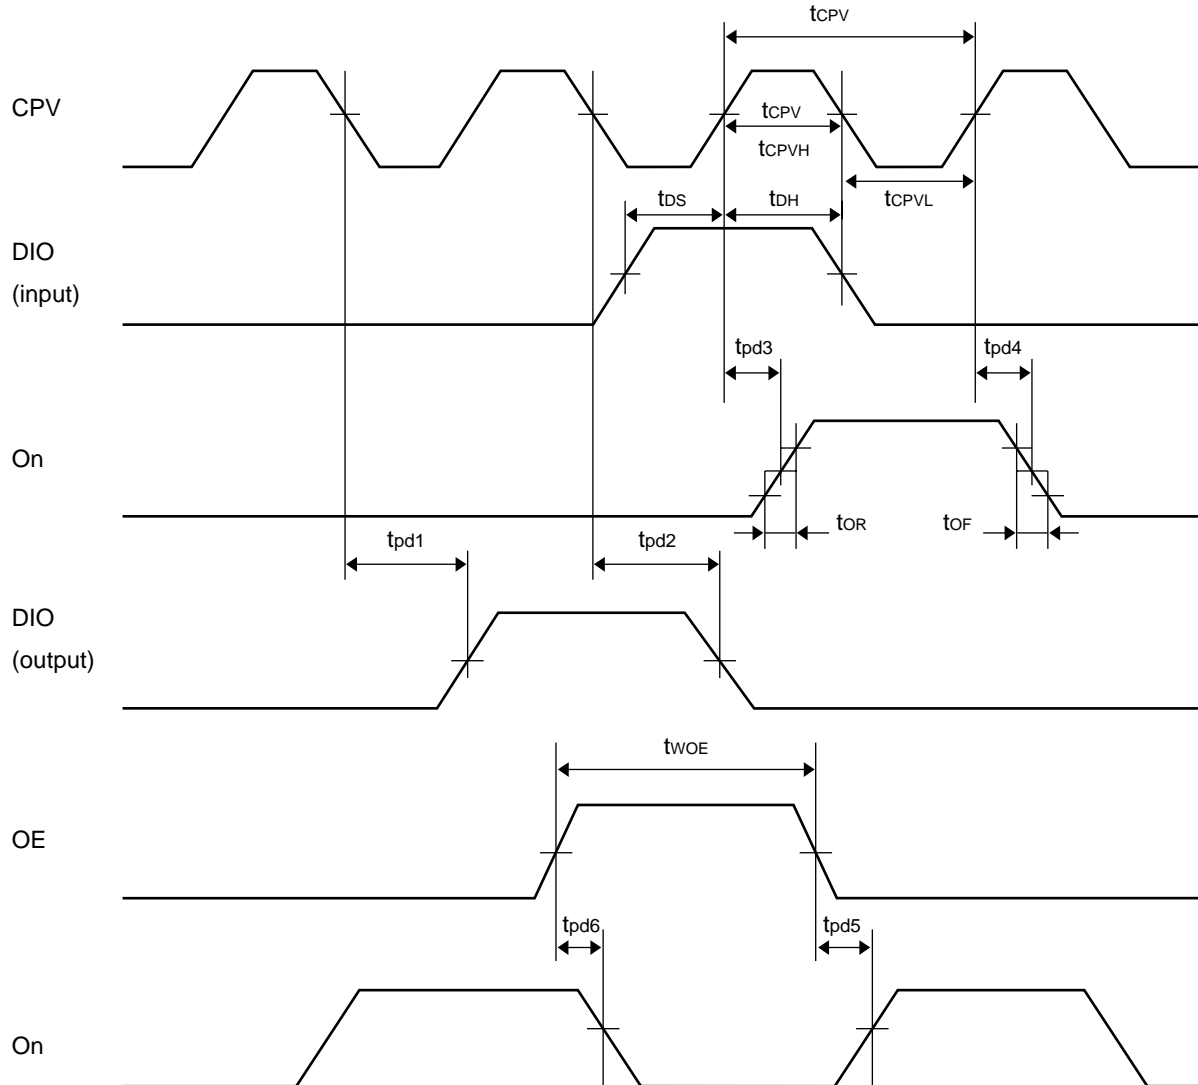 tCPV
CPV
tCPV
tCPVH
tDS
tDH
tCPVL
DIO
(input)
tpd3
tpd4
On
tOR
tOF
tpd1
tpd2
DIO
(output)
tWOE
OE
tpd6
tpd5
On